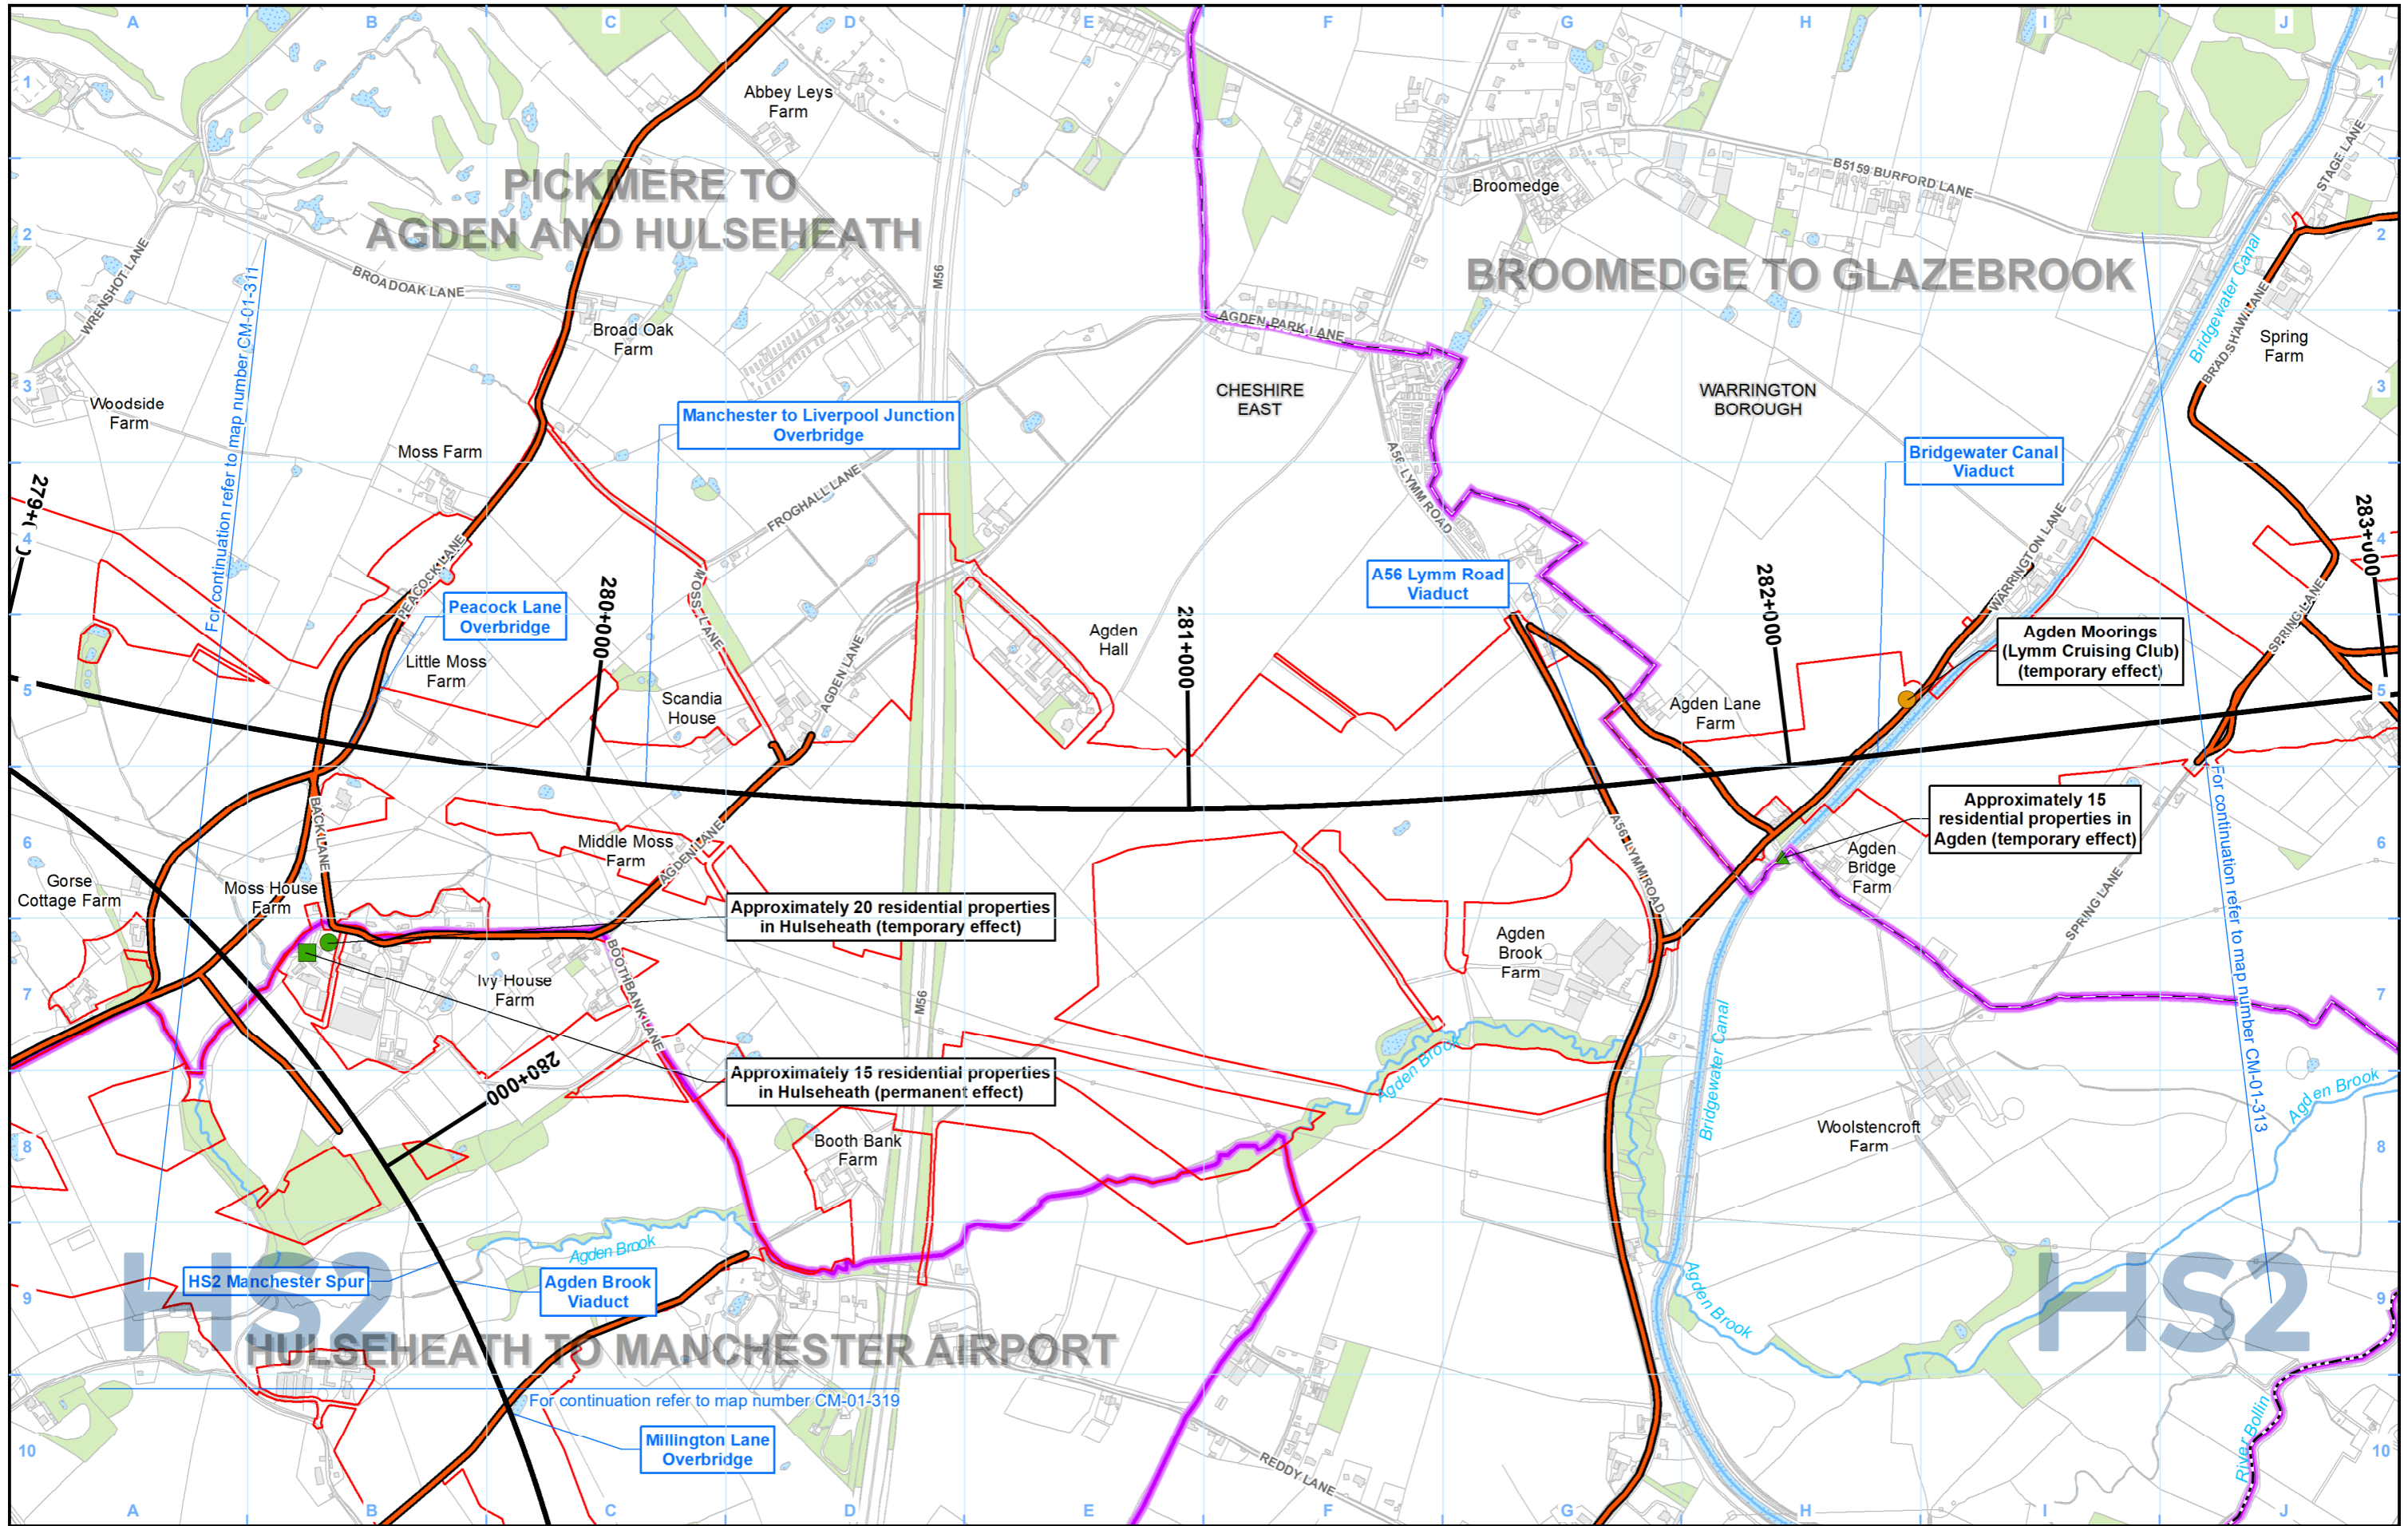 A
B
C
D
E
F
G
H
I
J
1
1
Abbey Leys
Farm
STAGE LANE
PICKMERE TO
AGDEN AND HULSEHEATH
Broomedge
B5159 BURFORD LANE
2
2
WRENSHOT LANE
BROADOAK LANE
M56
BROOMEDGE TO GLAZEBROOK
Bridgewater Canal
BRADSHAW LANE
Spring
Farm
For continuation refer to map number CM-01-311
Broad Oak
Farm
AGDEN PARK LANE
3
3
Woodside
Farm
CHESHIRE
EAST
WARRINGTON
BOROUGH
Manchester to Liverpool Junction
Overbridge
Moss Farm
A56 LYMM ROAD
Bridgewater Canal
Viaduct
FROGHALL LANE
283+000
4
4
PEACOCK LANE
MOSS LANE
WARRINGTON LANE
A56 Lymm Road
Viaduct
282+000
280+000
Peacock Lane
Overbridge
SPRING LANE
281+000
Agden
Hall
Agden Moorings
(Lymm Cruising Club)
(temporary effect)
Little Moss
Farm
AGDEN LANE
5
5
Scandia
House
Agden Lane
Farm
BACK LANE
Approximately 15
residential properties in
Agden (temporary effect)
6
6
Middle Moss
Farm
AGDEN LANE
A56 LYMM ROAD
Agden
Bridge
Farm
Gorse
Cottage Farm
Moss House
Farm
For continuation refer to map number CM-01-313
SPRING LANE
Approximately 20 residential properties
in Hulseheath (temporary effect)
Agden
Brook
Farm
Ivy House
Farm
BOOTHBANK LANE
7
7
M56
Bridgewater Canal
280+000
Approximately 15 residential properties
in Hulseheath (permanent effect)
Agden Brook
Agden Brook
Woolstencroft
Farm
Booth Bank
Farm
8
8
Agden Brook
HS2 Manchester Spur
Agden Brook
Viaduct
Agden Brook
9
9
HS2
HS2
HULSEHEATH TO MANCHESTER AIRPORT
For continuation refer to map number CM-01-319
River Bollin
Millington Lane
Overbridge
10
10
REDDY LANE
A
B
C
D
E
F
G
H
I
J